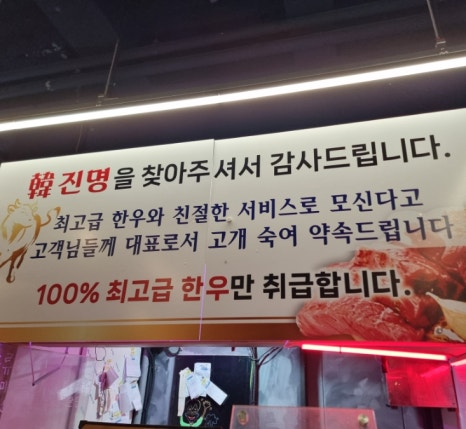 韓진명을 찾아주셔서 감사드립니다.
최고급 한우와 친절한 서비스로 모신다고
고객님들께 대표로서 고개 숙여 약속드립니다
100% 최고급 한우만 취급합니다.